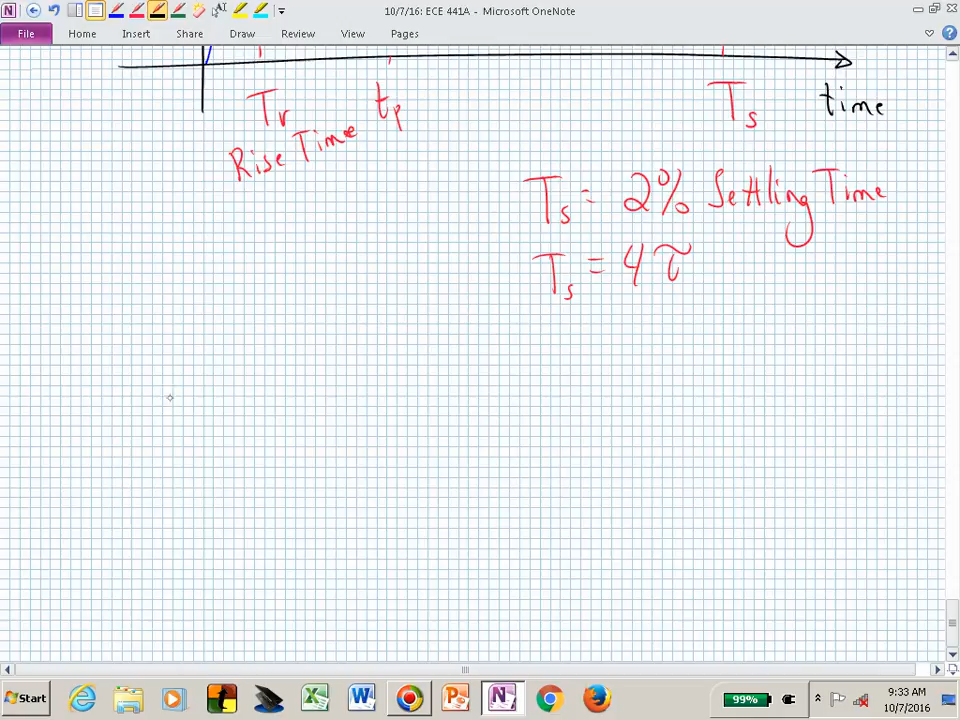 10/7/16: ECE 441A - Microsoft OneNote
File Home Insert Share Draw Review View Pages
Tr tp Ts time
Rise Time
Ts = 2% Settling Time
Ts = 4 τ
Start 99% 9:33 AM
10/7/2016